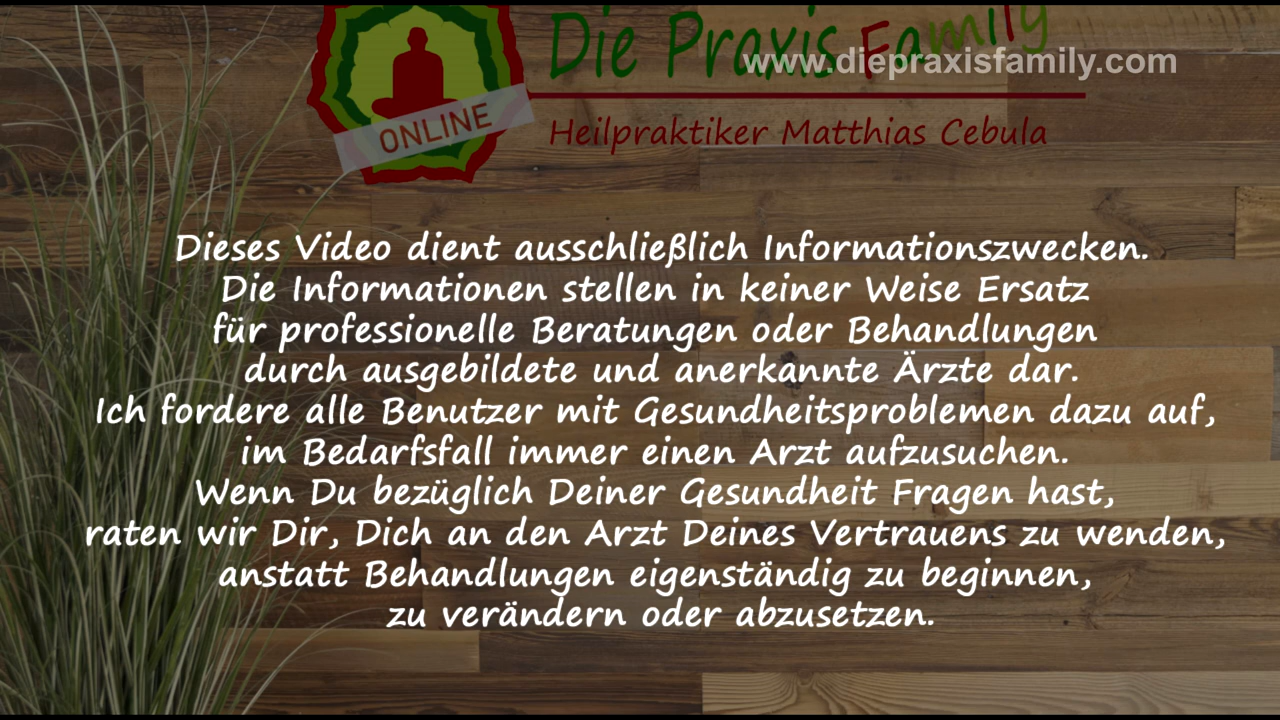 Die Praxis Family
www.diepraxisfamily.com
ONLINE
Heilpraktiker Matthias Cebula
Dieses Video dient ausschließlich Informationszwecken.
Die Informationen stellen in keiner Weise Ersatz
für professionelle Beratungen oder Behandlungen
durch ausgebildete und anerkannte Ärzte dar.
Ich fordere alle Benutzer mit Gesundheitsproblemen dazu auf,
im Bedarfsfall immer einen Arzt aufzusuchen.
Wenn Du bezüglich Deiner Gesundheit Fragen hast,
raten wir Dir, Dich an den Arzt Deines Vertrauens zu wenden,
anstatt Behandlungen eigenständig zu beginnen,
zu verändern oder abzusetzen.